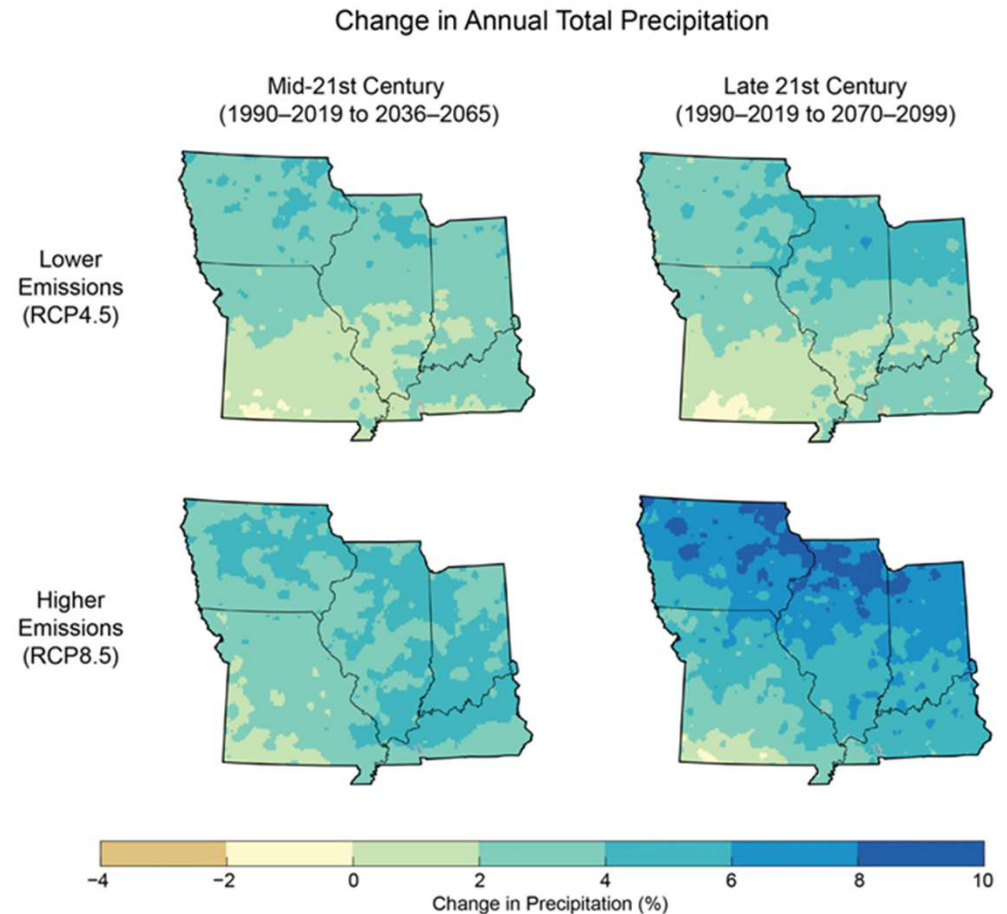 Change in Annual Total Precipitation
Mid-21st Century
(1990–2019 to 2036–2065)
Late 21st Century
(1990–2019 to 2070–2099)
Lower
Emissions
(RCP4.5)
Higher
Emissions
(RCP8.5)
−4 −2 0 2 4 6 8 10
Change in Precipitation (%)